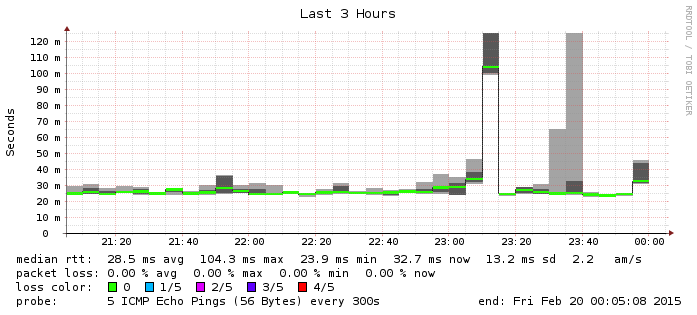 Last 3 Hours
RRDTOOL / TOBI OETIKER
Seconds
120 m
110 m
100 m
90 m
80 m
70 m
60 m
50 m
40 m
30 m
20 m
10 m
0
21:20 21:40 22:00 22:20 22:40 23:00 23:20 23:40 00:00
median rtt: 28.5 ms avg 104.3 ms max 23.9 ms min 32.7 ms now 13.2 ms sd 2.2 am/s
packet loss: 0.00 % avg 0.00 % max 0.00 % min 0.00 % now
loss color: 0 1/5 2/5 3/5 4/5
probe: 5 ICMP Echo Pings (56 Bytes) every 300s end: Fri Feb 20 00:05:08 2015